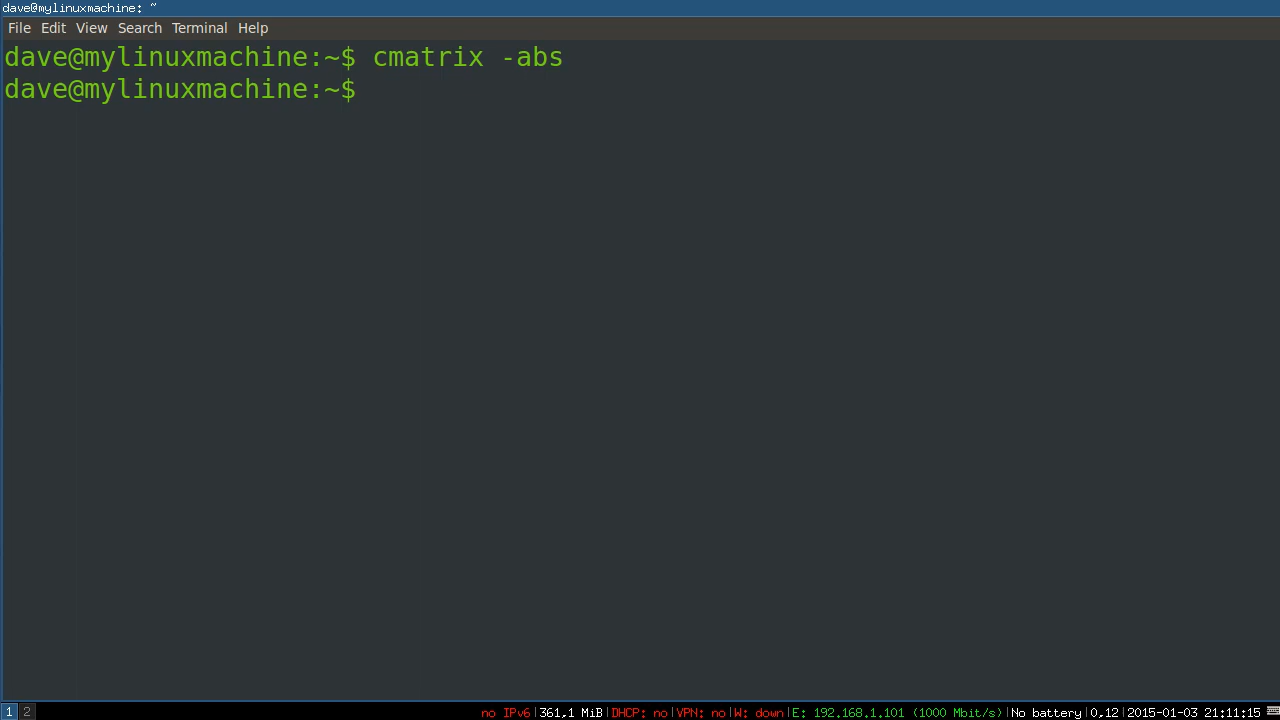 dave@mylinuxmachine: ~
File Edit View Search Terminal Help
dave@mylinuxmachine:~$ cmatrix -abs
dave@mylinuxmachine:~$
1 2 no IPv6|361,1 MiB|DHCP: no|VPN: no|W: down|E: 192.168.1.101 (1000 Mbit/s)|No battery|0,12|2015-01-03 21:11:15